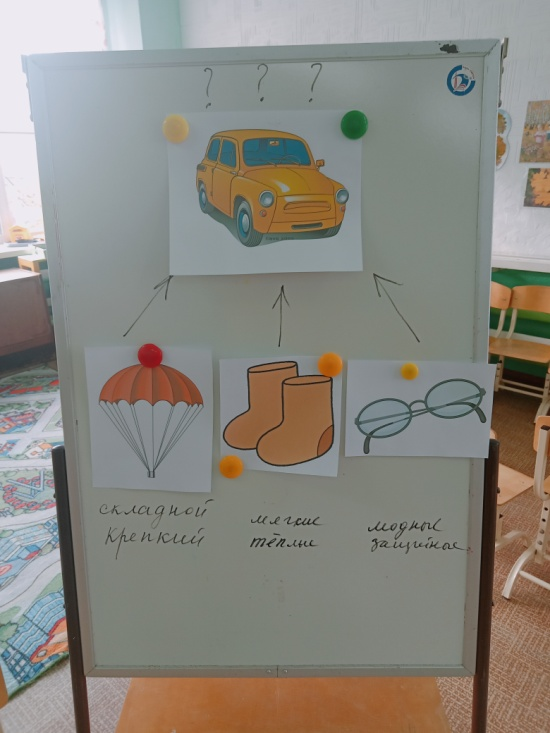 ? ? ?
складной
крепкий
мягкие
тёплые
модные
защитные